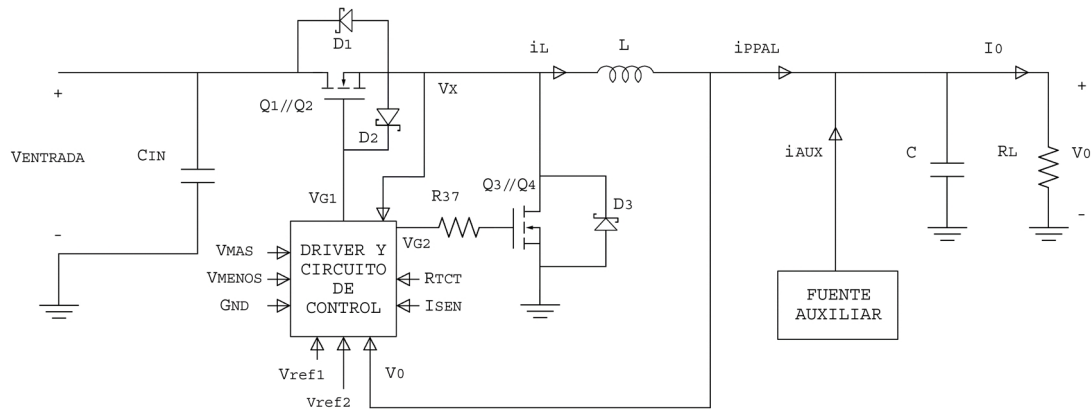 D1
iL
L
iPPAL
I0
+
Q1//Q2
VX
+
D2
VENTRADA
CIN
iAUX
C
RL
V0
VG1
R37
Q3//Q4
D3
-
VG2
-
VMAS
DRIVER Y
CIRCUITO
DE
CONTROL
VMENOS
RTCT
GND
ISEN
FUENTE
AUXILIAR
Vref1
V0
Vref2